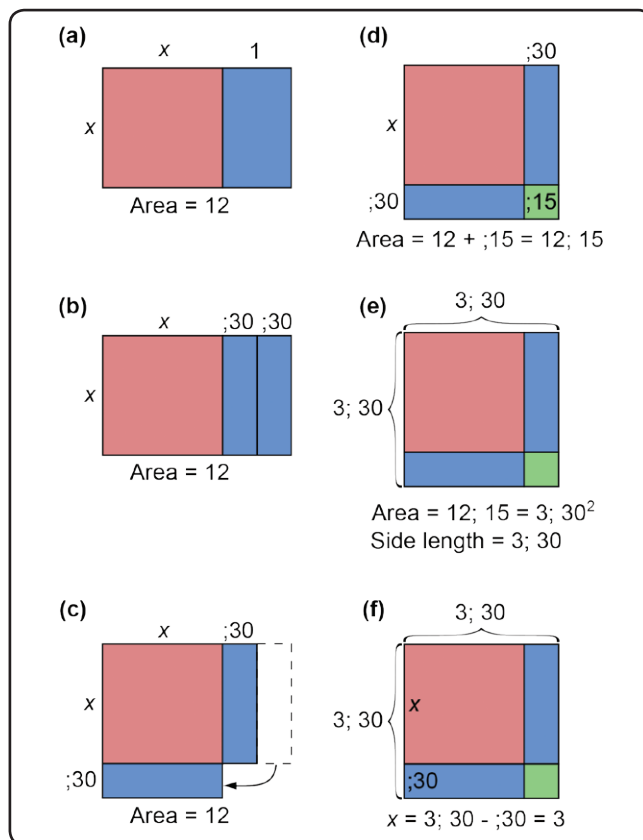 (a)
x 1
x
Area = 12
(b)
x ;30 ;30
x
Area = 12
(c)
x ;30
x
;30
Area = 12
(d)
;30
x
;30 ;15
Area = 12 + ;15 = 12; 15
(e)
3; 30
3; 30
Area = 12; 15 = 3; 30²
Side length = 3; 30
(f)
3; 30
x
3; 30
;30
x = 3; 30 - ;30 = 3